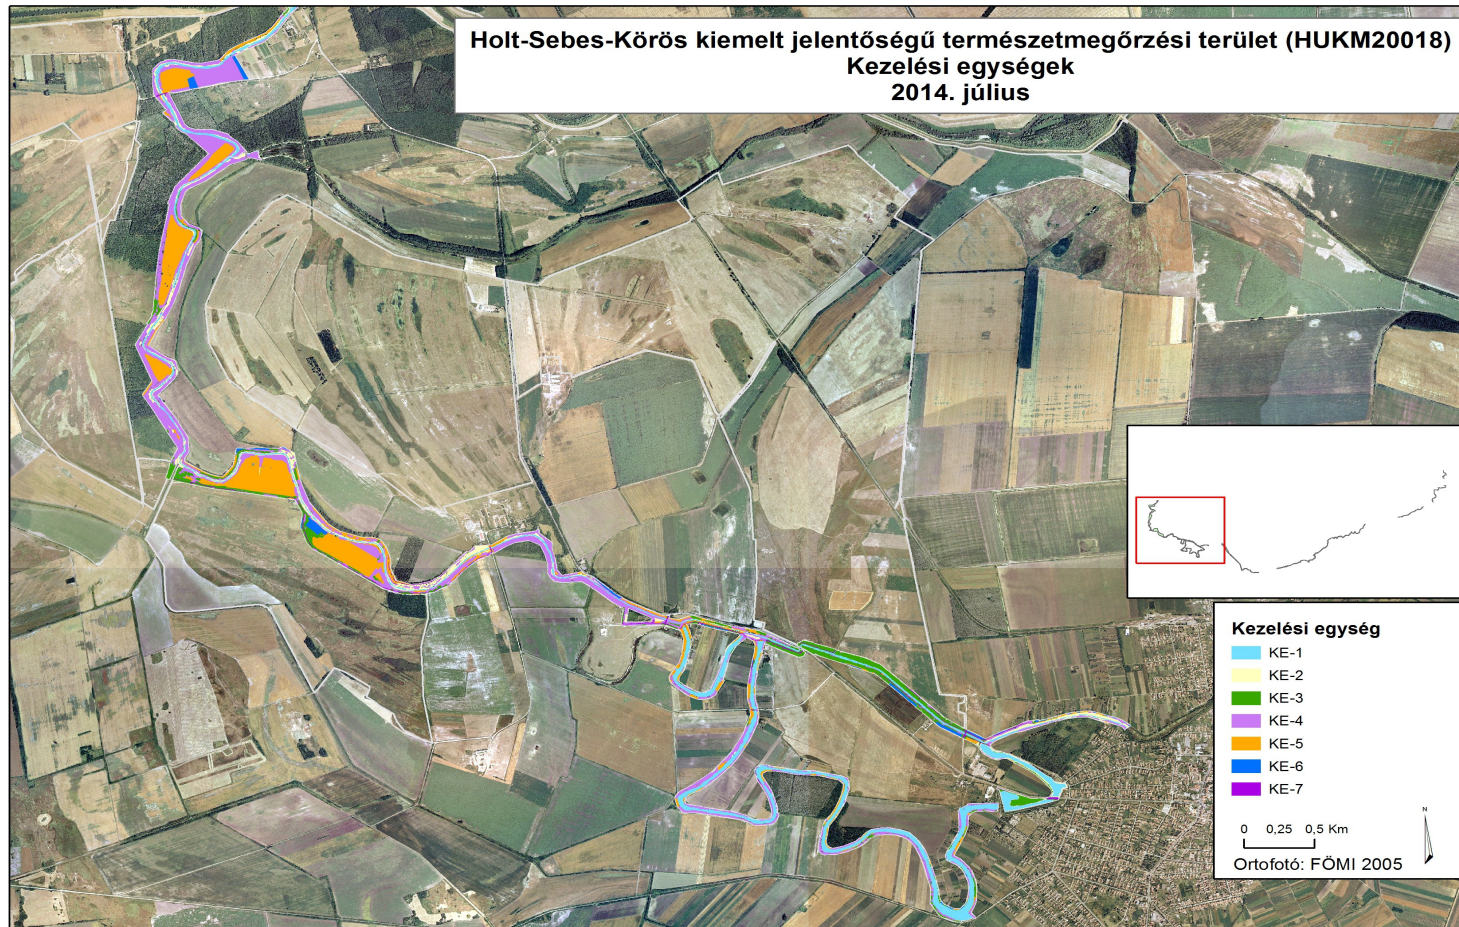 Holt-Sebes-Körös kiemelt jelentőségű természetmegőrzési terület (HUKM20018)
Kezelési egységek
2014. július
Kezelési egység
KE-1
KE-2
KE-3
KE-4
KE-5
KE-6
KE-7
N
0 0,25 0,5 Km
Ortofotó: FÖMI 2005